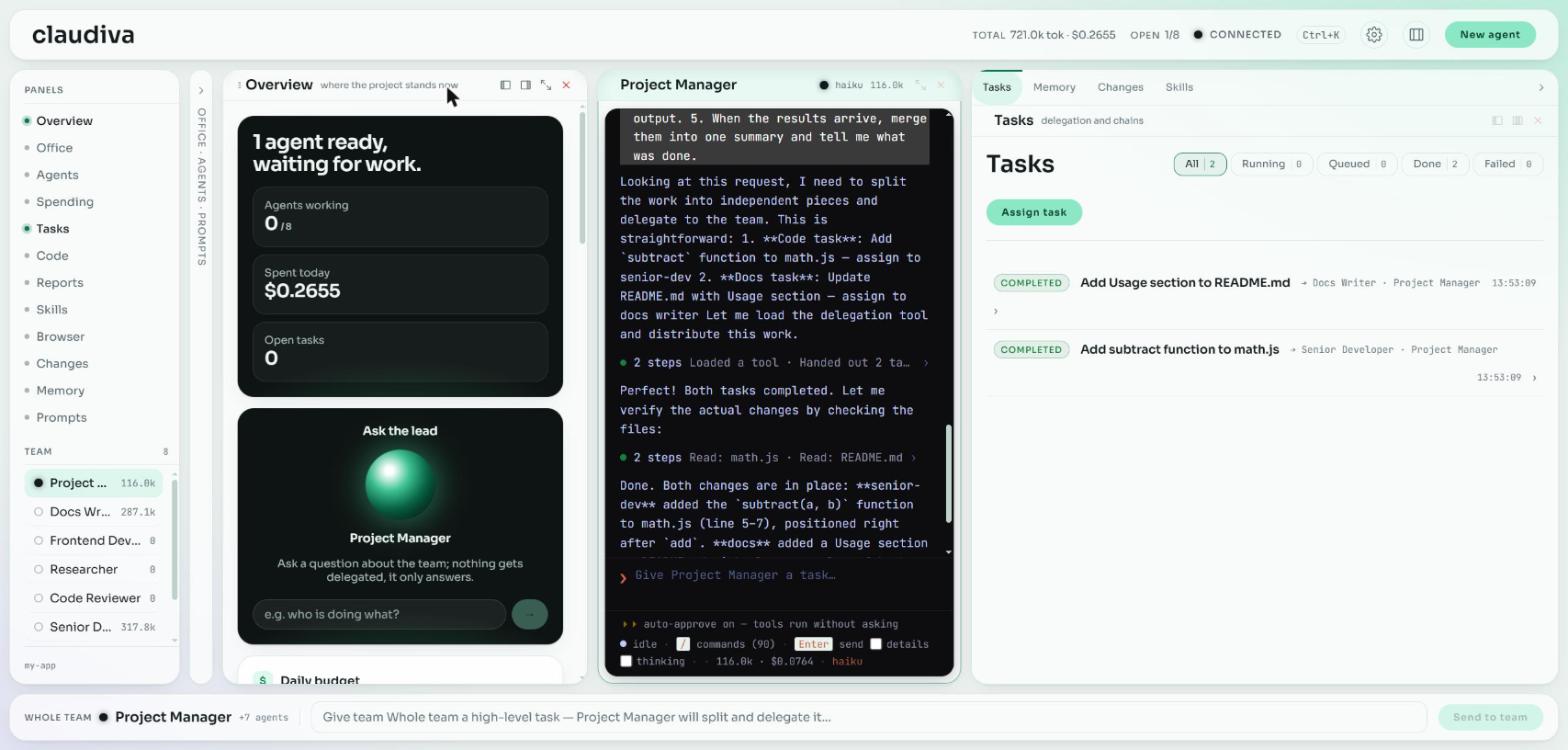 claudiva
TOTAL 721.0k tok · $0.2655 OPEN 1/8 CONNECTED Ctrl+K New agent
PANELS
Overview
Office
Agents
Spending
Tasks
Code
Reports
Skills
Browser
Changes
Memory
Prompts
TEAM 8
Project ... 116.0k
Docs Wr... 287.1k
Frontend Dev... 0
Researcher 0
Code Reviewer 0
Senior D... 317.8k
my-app
OFFICE · AGENTS · PROMPTS
Overview where the project stands now
1 agent ready,
waiting for work.
Agents working
0 /8
Spent today
$0.2655
Open tasks
0
Ask the lead
Project Manager
Ask a question about the team; nothing gets
delegated, it only answers.
e.g. who is doing what? →
$ Daily budget
Project Manager haiku 116.0k
output. 5. When the results arrive, merge
them into one summary and tell me what
was done.
Looking at this request, I need to split
the work into independent pieces and
delegate to the team. This is
straightforward: 1. **Code task**: Add
`subtract` function to math.js — assign to
senior-dev 2. **Docs task**: Update
README.md with Usage section — assign to
docs writer Let me load the delegation tool
and distribute this work.
2 steps Loaded a tool · Handed out 2 ta… ›
Perfect! Both tasks completed. Let me
verify the actual changes by checking the
files:
2 steps Read: math.js · Read: README.md ›
Done. Both changes are in place: **senior-
dev** added the `subtract(a, b)` function
to math.js (line 5-7), positioned right
after `add`. **docs** added a Usage section
❯ Give Project Manager a task…
auto-approve on — tools run without asking
idle · / commands (90) · Enter send details
thinking · · 116.0k · $0.0764 · haiku
Tasks Memory Changes Skills ›
Tasks delegation and chains
Tasks All 2 Running 0 Queued 0 Done 2 Failed 0
Assign task
COMPLETED Add Usage section to README.md → Docs Writer · Project Manager 13:53:09
›
COMPLETED Add subtract function to math.js → Senior Developer · Project Manager
13:53:09 ›
WHOLE TEAM Project Manager +7 agents Give team Whole team a high-level task — Project Manager will split and delegate it... Send to team